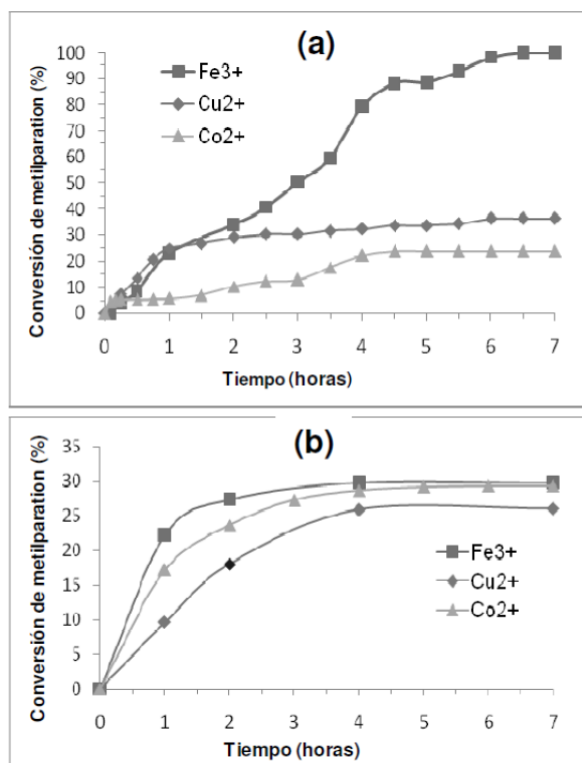 (a)
Conversión de metilparation (%)
100
90
80
70
60
50
40
30
20
10
0
Fe3+
Cu2+
Co2+
0 1 2 3 4 5 6 7
Tiempo (horas)
(b)
Conversión de metilparation (%)
35
30
25
20
15
10
5
0
Fe3+
Cu2+
Co2+
0 1 2 3 4 5 6 7
Tiempo (horas)